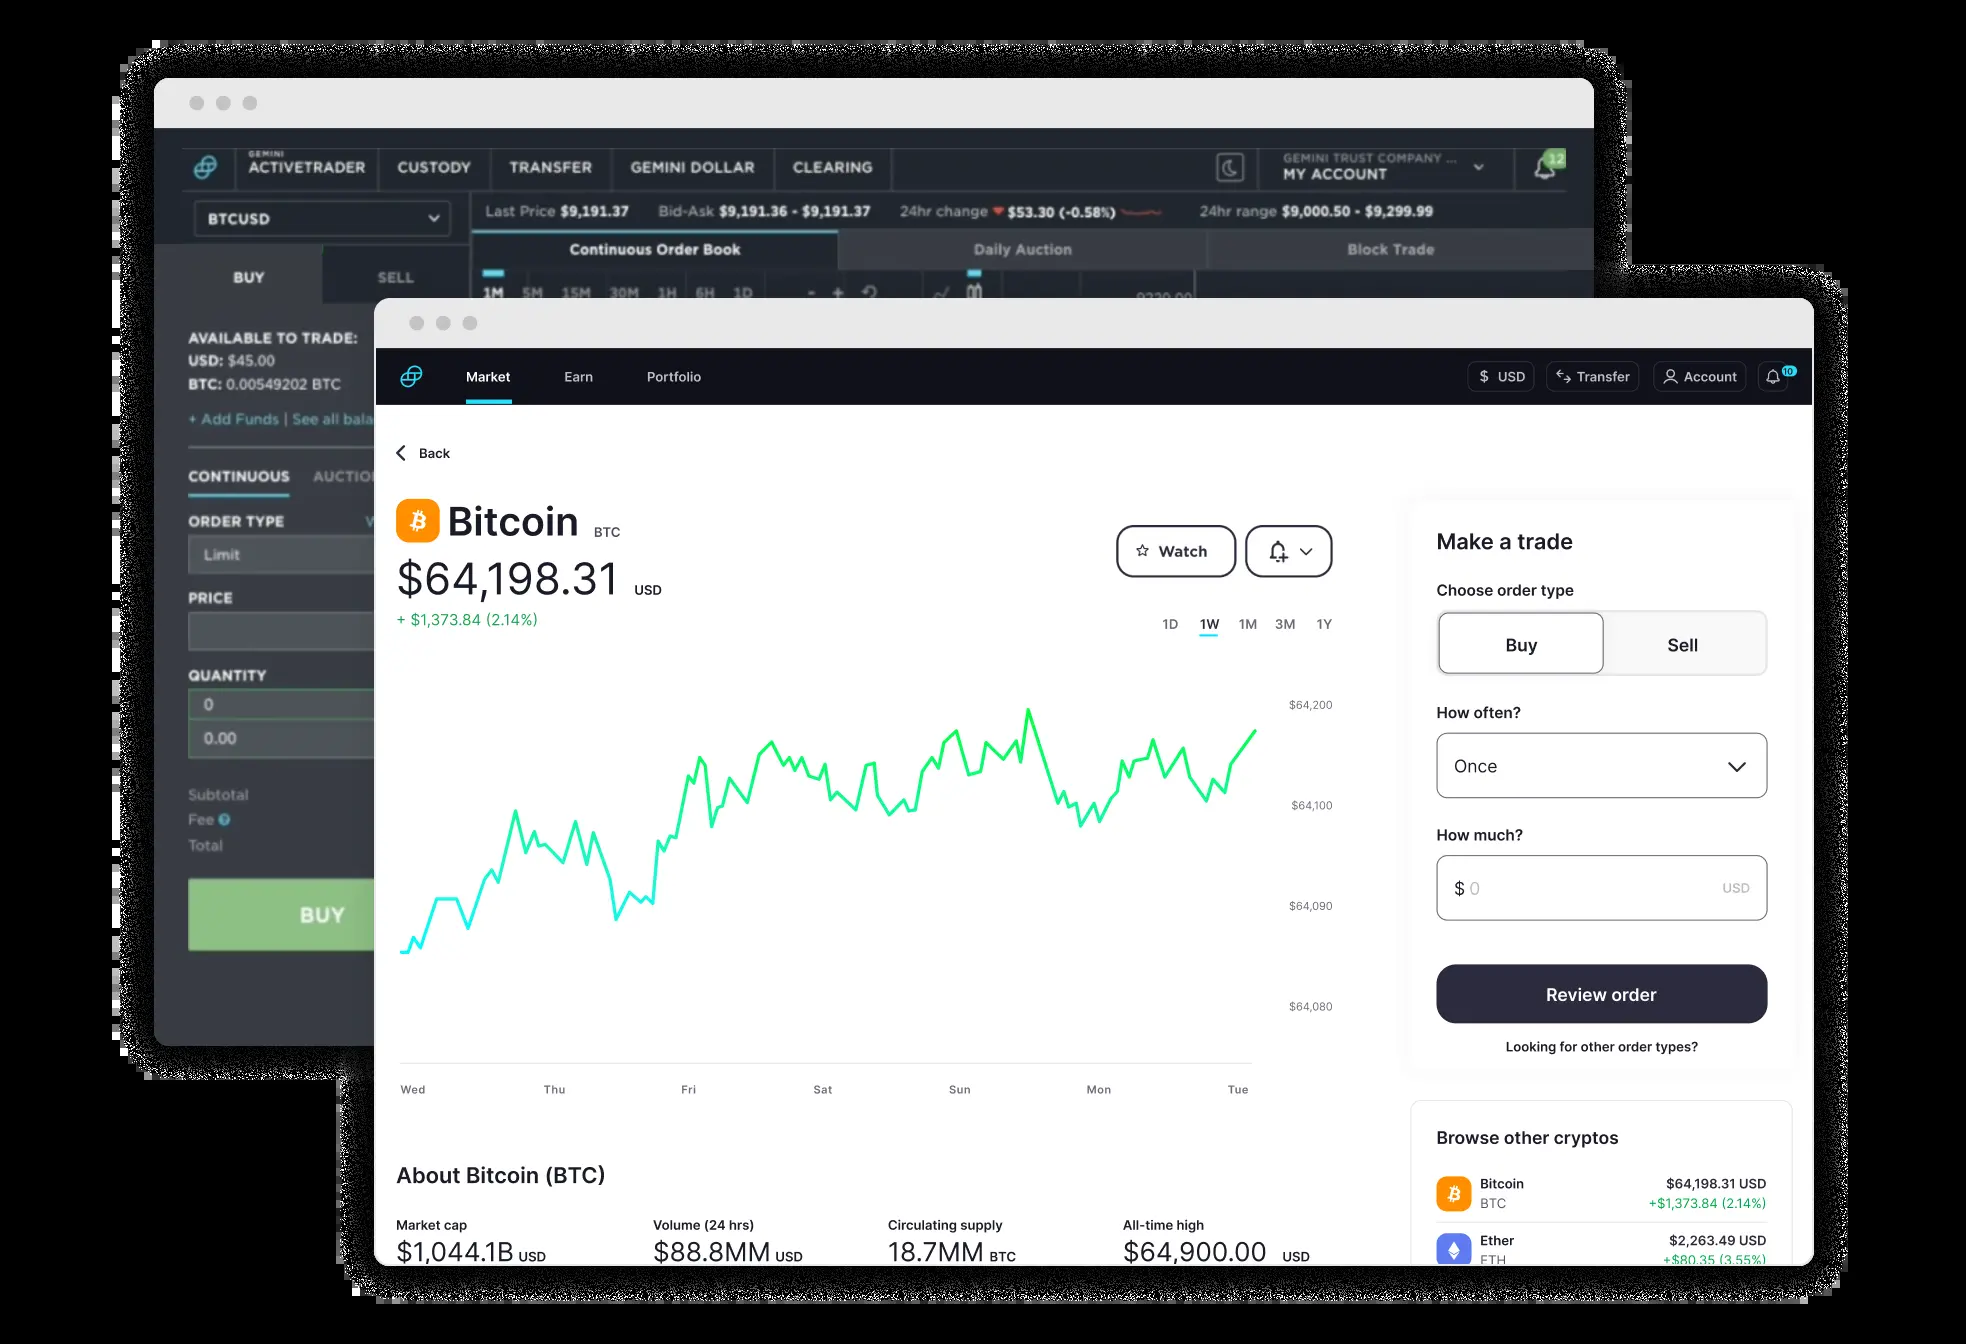 GEMINI
ACTIVETRADER CUSTODY TRANSFER GEMINI DOLLAR CLEARING
GEMINI TRUST COMPANY ...
MY ACCOUNT
12
BTCUSD
Last Price $9,191.37 Bid-Ask $9,191.36 - $9,191.37 24hr change $53.30 (-0.58%) 24hr range $9,000.50 - $9,299.99
Continuous Order Book Daily Auction Block Trade
BUY SELL
1M 5M 15M 30M 1H 6H 1D - +
AVAILABLE TO TRADE:
USD: $45.00
BTC: 0.00549202 BTC
+ Add Funds | See all
CONTINUOUS
ORDER TYPE
Limit
PRICE
QUANTITY
0
0.00
Subtotal
Fee
Total
BUY
Market Earn Portfolio
$ USD Transfer Account 10
Back
Bitcoin BTC
$64,198.31 USD
+ $1,373.84 (2.14%)
Watch
1D 1W 1M 3M 1Y
$64,200
$64,100
$64,090
$64,080
Wed Thu Fri Sat Sun Mon Tue
About Bitcoin (BTC)
Market cap Volume (24 hrs) Circulating supply All-time high
$1,044.1B USD $88.8MM USD 18.7MM BTC $64,900.00 USD
Make a trade
Choose order type
Buy Sell
How often?
Once
How much?
$ 0 USD
Review order
Looking for other order types?
Browse other cryptos
Bitcoin $64,198.31 USD
BTC +$1,373.84 (2.14%)
Ether $2,263.49 USD
ETH +$80.35 (3.55%)